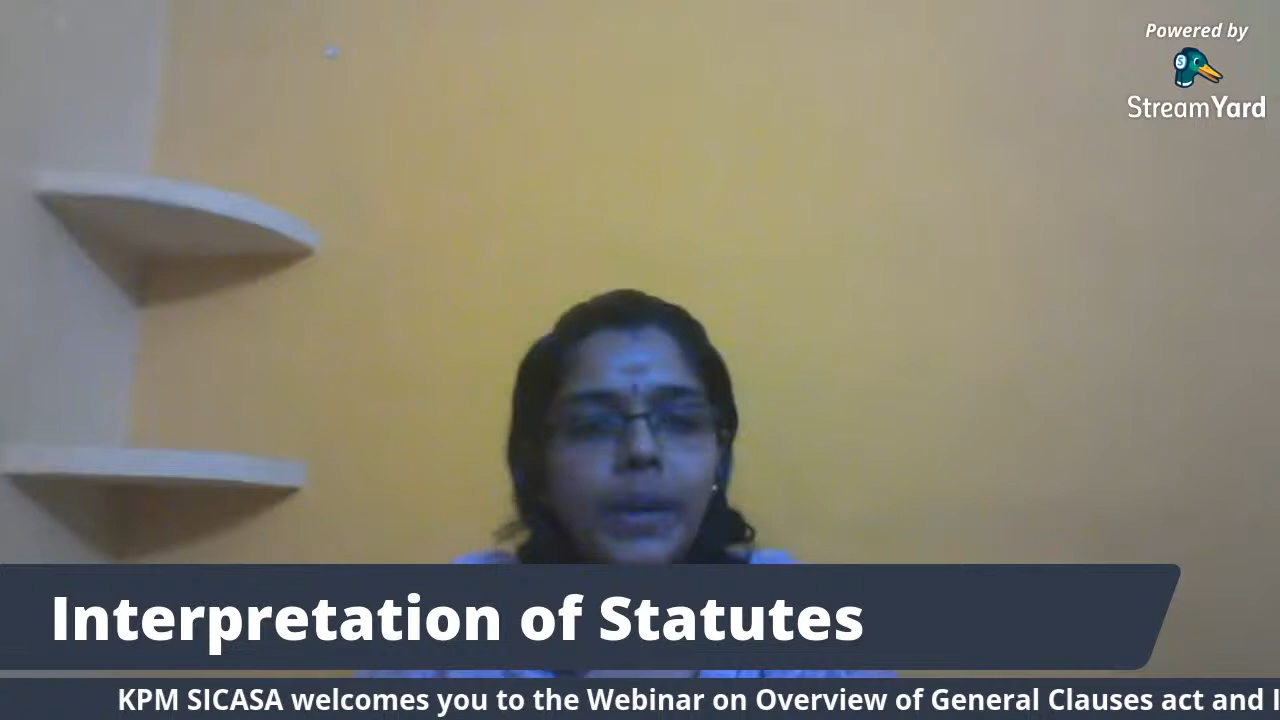 Powered by
StreamYard
Interpretation of Statutes
KPM SICASA welcomes you to the Webinar on Overview of General Clauses act and I